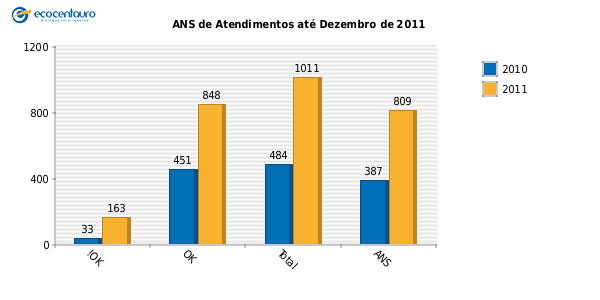 ecocentauro
ANS de Atendimentos até Dezembro de 2011
1200
800
400
0
33
163
451
848
484
1011
387
809
!OK
OK
Total
ANS
2010
2011